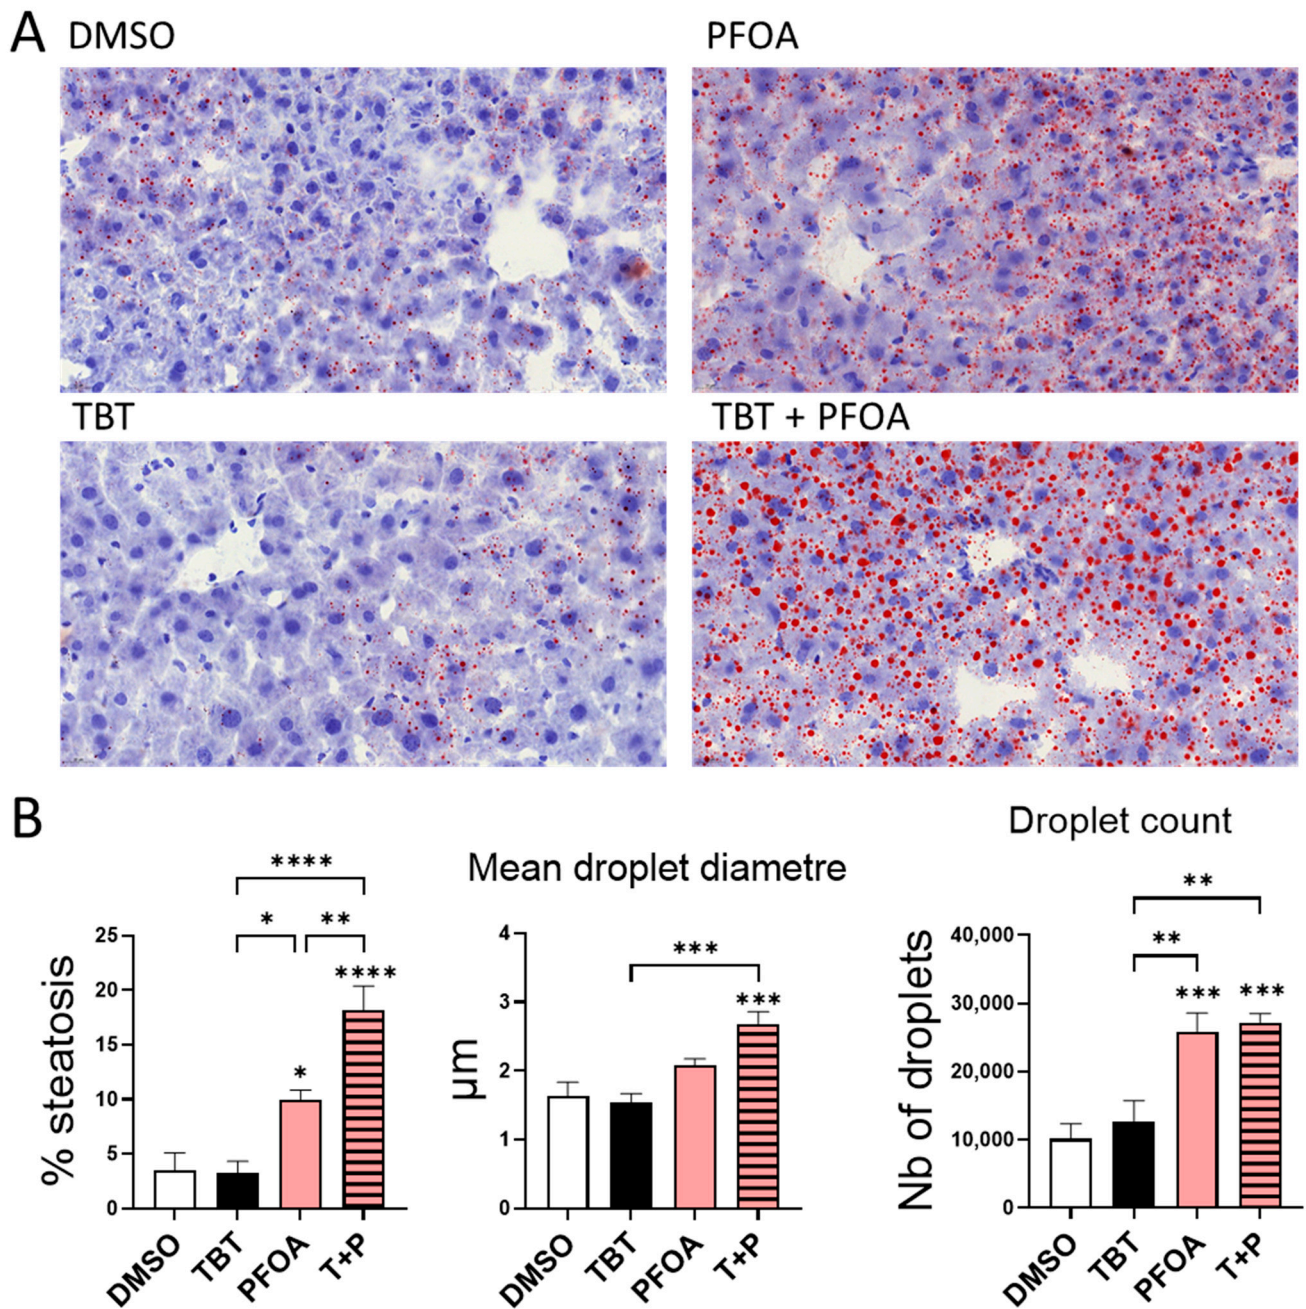 A DMSO PFOA
TBT TBT + PFOA
B
% steatosis
****
* **
****
*
25
20
15
10
5
0
DMSO TBT PFOA T+P
Mean droplet diametre
µm
***
***
4
3
2
1
0
DMSO TBT PFOA T+P
Droplet count
Nb of droplets
**
**
*** ***
40,000
30,000
20,000
10,000
0
DMSO TBT PFOA T+P